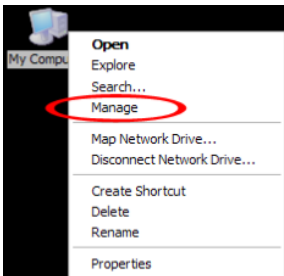 My Compu
Open
Explore
Search...
Manage
Map Network Drive...
Disconnect Network Drive...
Create Shortcut
Delete
Rename
Properties